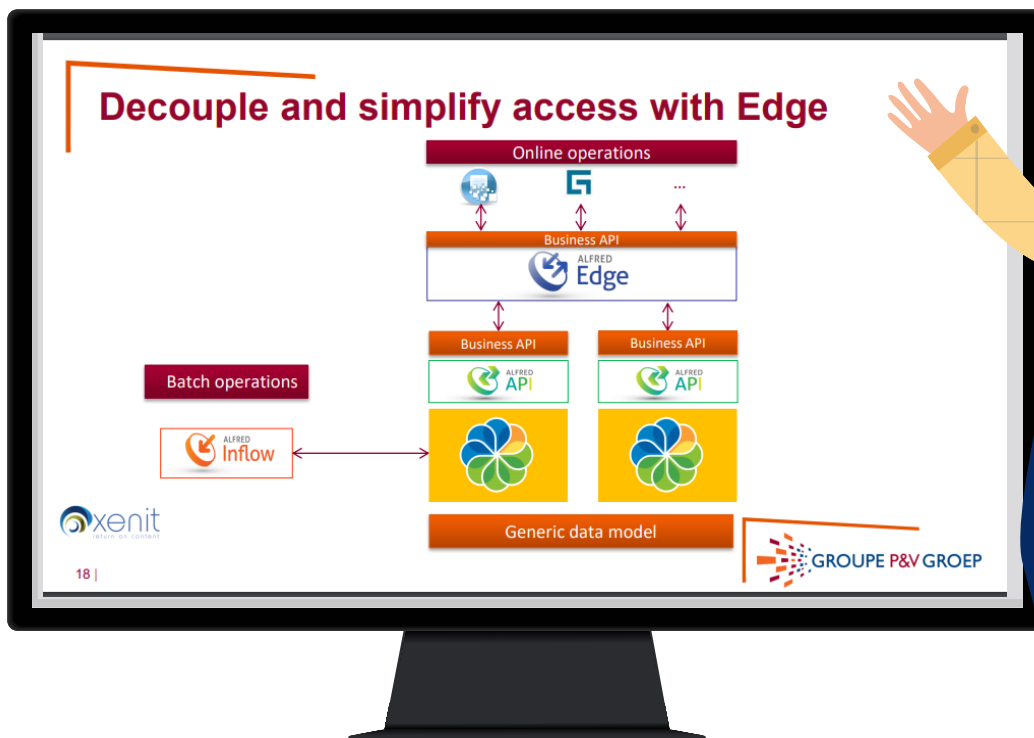 Decouple and simplify access with Edge
Online operations
...
Business API
ALFRED
Edge
Business API
Business API
Batch operations
ALFRED
API
ALFRED
API
ALFRED
Inflow
xenit
return on content
Generic data model
GROUPE P&V GROEP
18 |